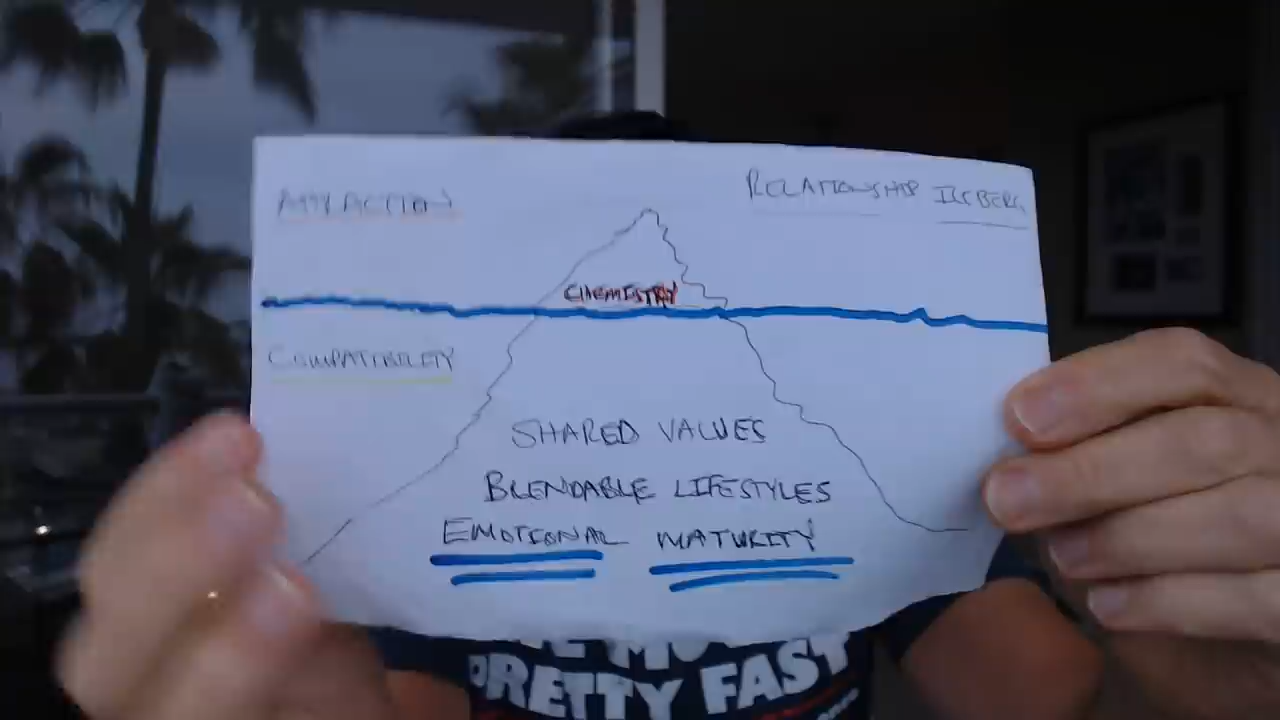 ATTRACTION
RELATIONSHIP ICEBERG
CHEMISTRY
COMPATIBILITY
SHARED VALUES
BLENDABLE LIFESTYLES
EMOTIONAL MATURITY
PRETTY FAST